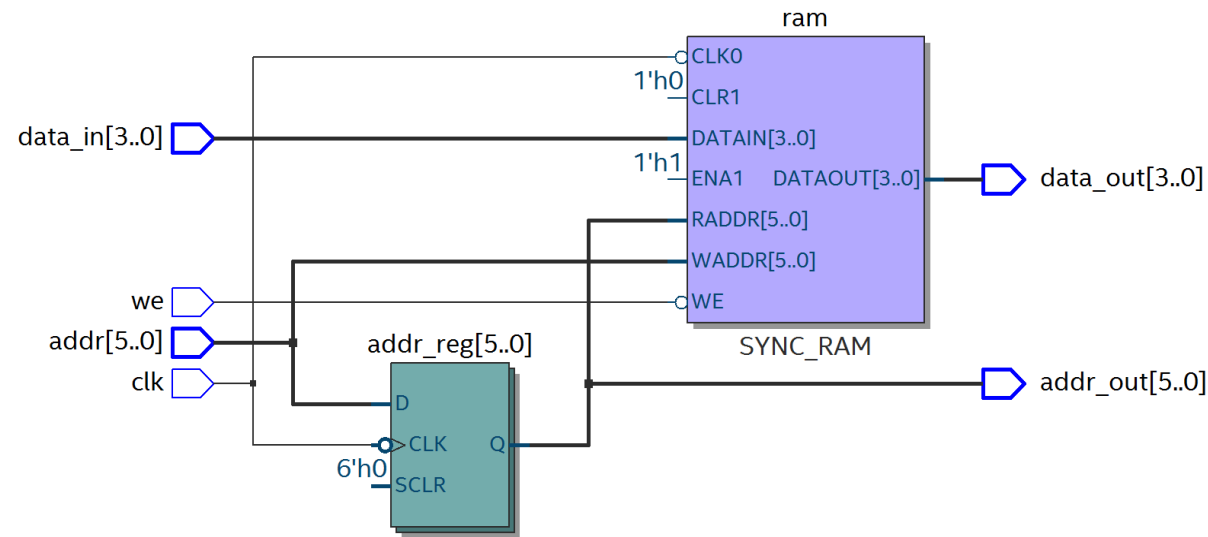 ram
CLK0
1'h0
CLR1
data_in[3..0]
DATAIN[3..0]
1'h1
ENA1
DATAOUT[3..0]
data_out[3..0]
RADDR[5..0]
WADDR[5..0]
we
WE
addr[5..0]
addr_reg[5..0]
SYNC_RAM
clk
addr_out[5..0]
D
CLK
Q
6'h0
SCLR